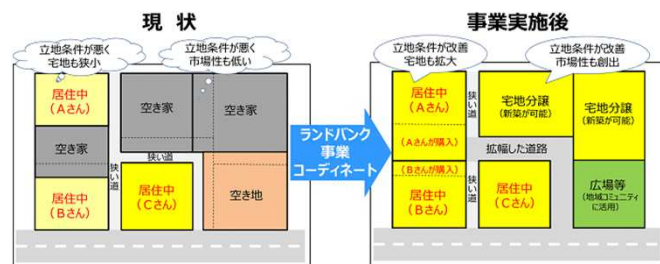 現 状
立地条件が悪く
宅地も狭小
立地条件が悪く
市場性も低い
居住中
(Aさん)
空き家
空き家
空き家
狭い道
狭い道
居住中
(Bさん)
居住中
(Cさん)
空き地
ランドバンク
事業
コーディネート
事業実施後
立地条件が改善
宅地も拡大
立地条件が改善
市場性も創出
居住中
(Aさん)
狭い道
宅地分譲
(新築が可能)
宅地分譲
(新築が可能)
(Aさんが購入)
拡幅した道路
(Bさんが購入)
居住中
(Bさん)
狭い道
居住中
(Cさん)
広場等
(地域コミュニティ
に活用)